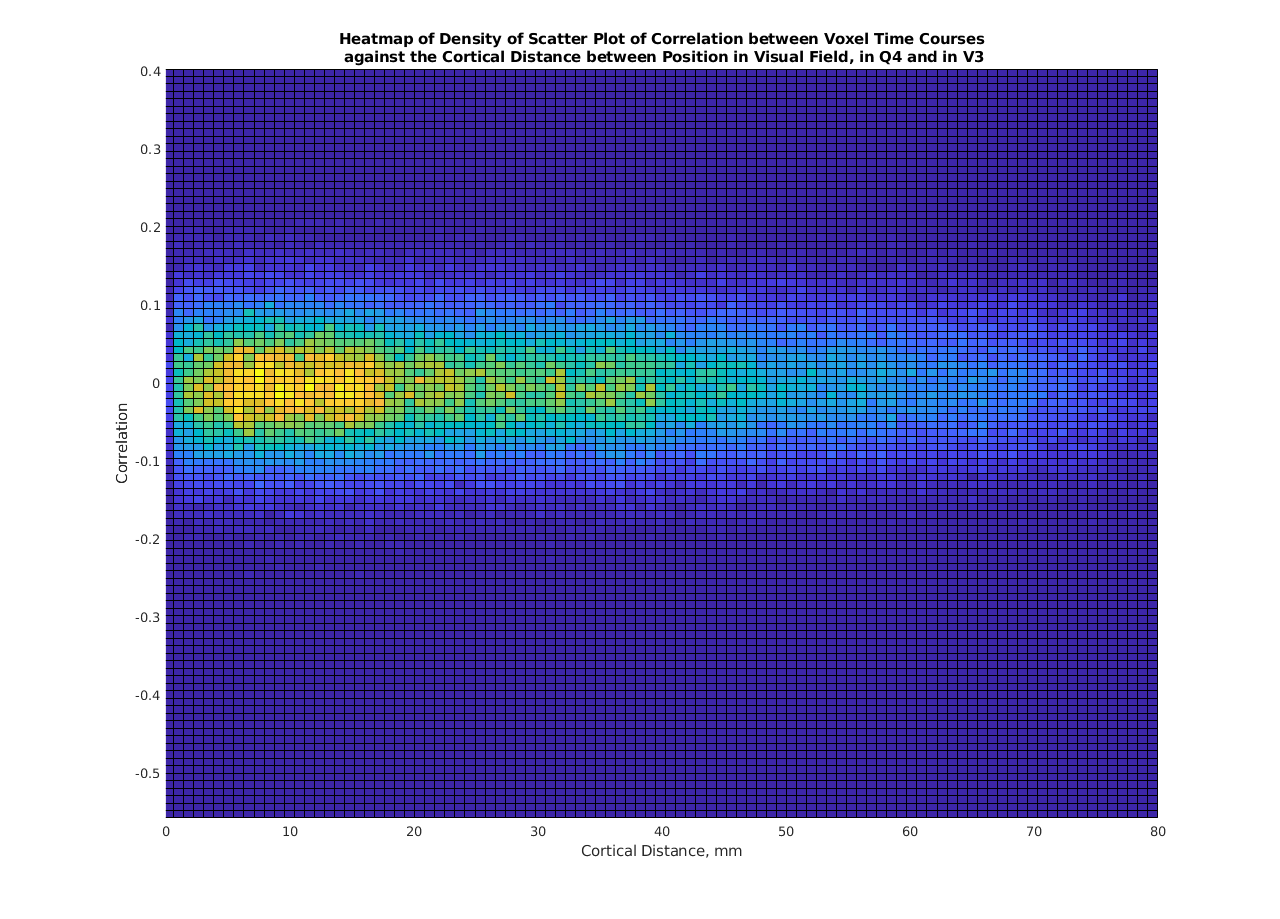 Heatmap of Density of Scatter Plot of Correlation between Voxel Time Courses
against the Cortical Distance between Position in Visual Field, in Q4 and in V3
0.4
0.3
0.2
0.1
0
-0.1
-0.2
-0.3
-0.4
-0.5
Correlation
0 10 20 30 40 50 60 70 80
Cortical Distance, mm